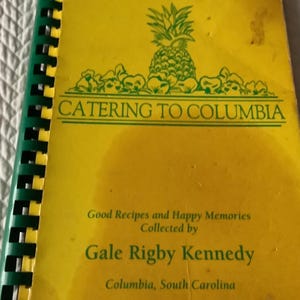 CATERING TO COLUMBIA
Good Recipes and Happy Memories
Collected by
Gale Rigby Kennedy
Columbia, South Carolina